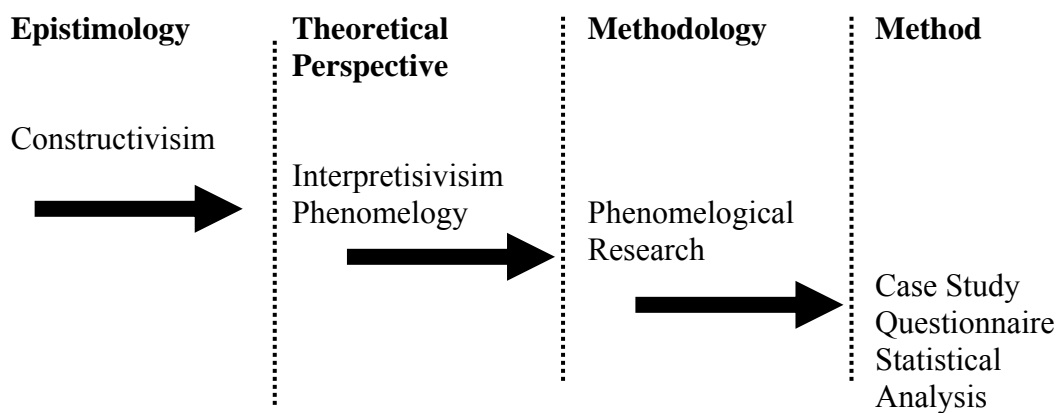 Epistimology
Constructivisim
Theoretical
Perspective
Interpretisivisim
Phenomelogy
Methodology
Phenomelogical
Research
Method
Case Study
Questionnaire
Statistical
Analysis